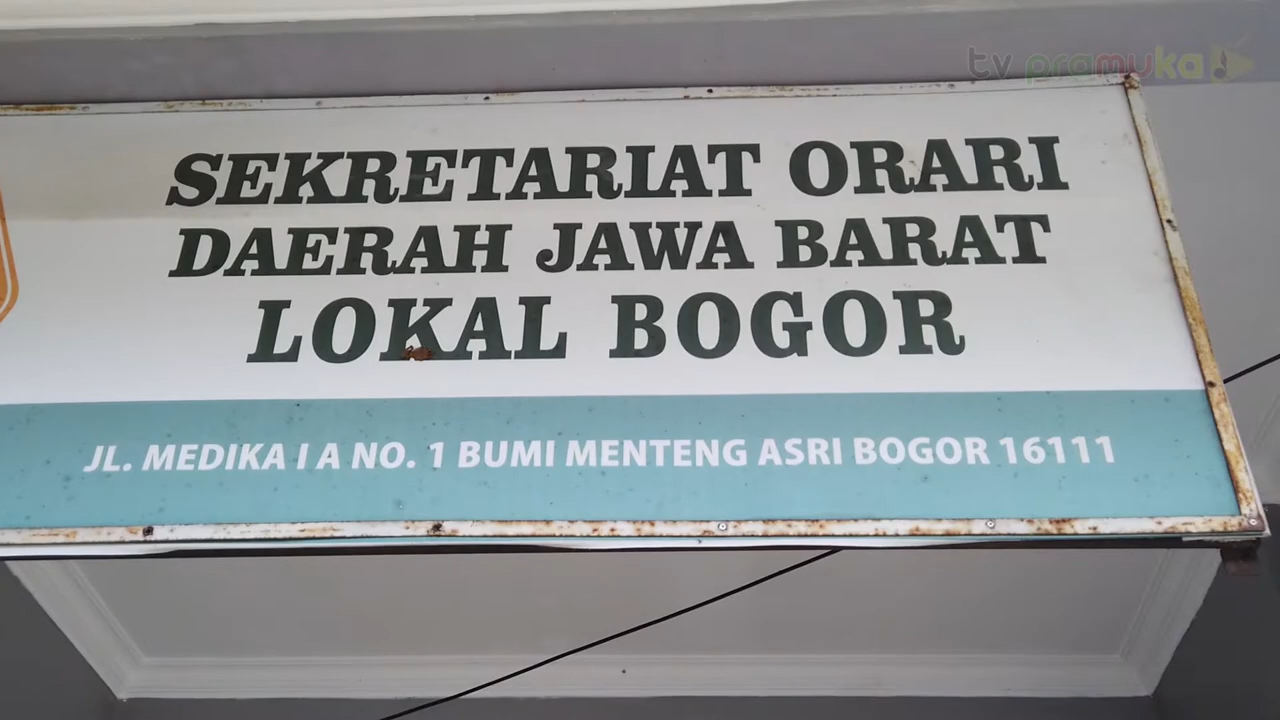 tv pramuka
SEKRETARIAT ORARI
DAERAH JAWA BARAT
LOKAL BOGOR
JL. MEDIKA I A NO. 1 BUMI MENTENG ASRI BOGOR 16111